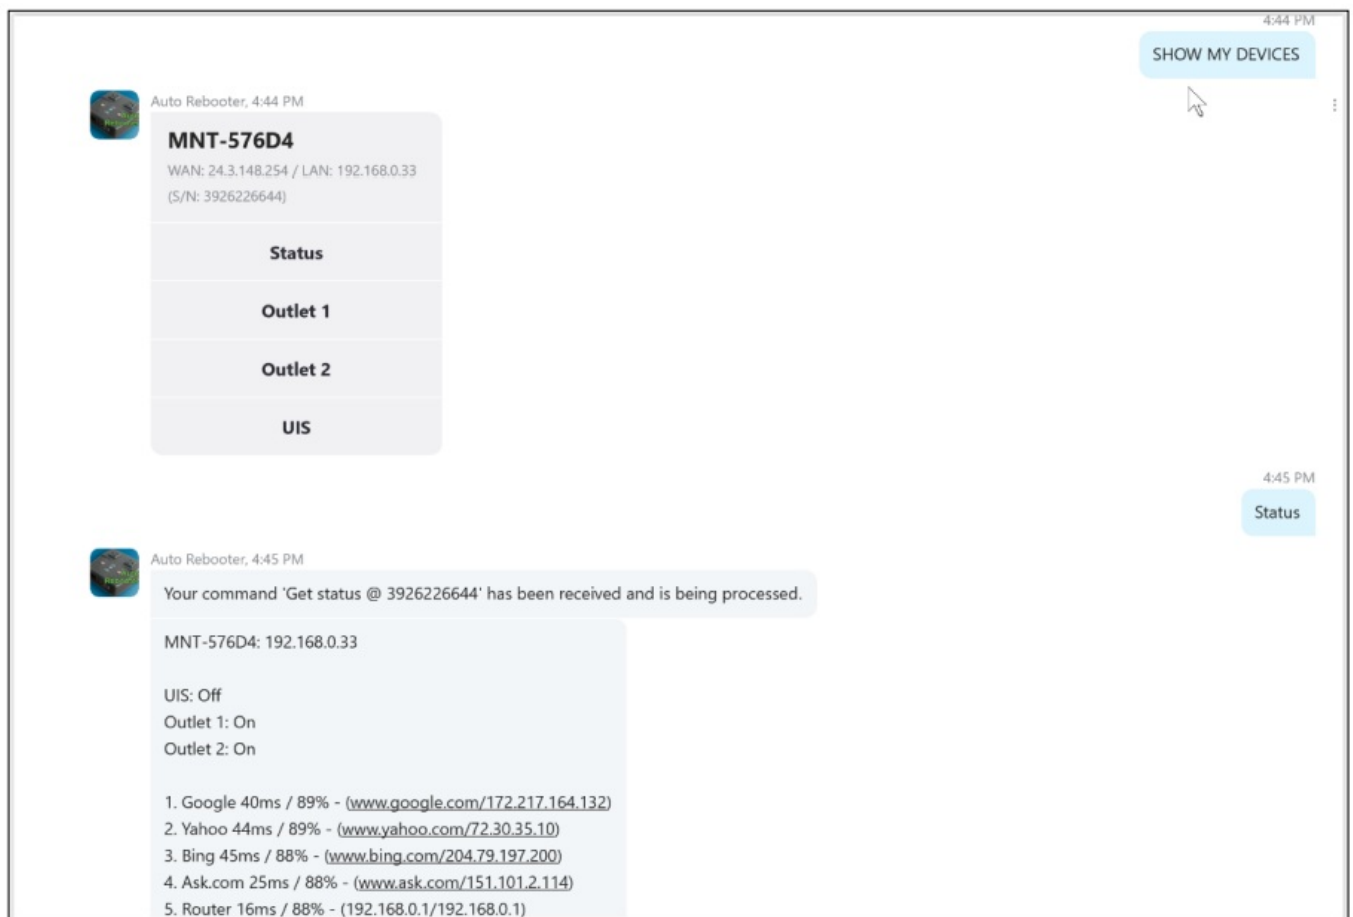 4:44 PM
SHOW MY DEVICES
Auto Rebooter, 4:44 PM
MNT-576D4
WAN: 24.3.148.254 / LAN: 192.168.0.33
(S/N: 3926226644)
Status
Outlet 1
Outlet 2
UIS
4:45 PM
Status
Auto Rebooter, 4:45 PM
Your command 'Get status @ 3926226644' has been received and is being processed.
MNT-576D4: 192.168.0.33
UIS: Off
Outlet 1: On
Outlet 2: On
1. Google 40ms / 89% - (www.google.com/172.217.164.132)
2. Yahoo 44ms / 89% - (www.yahoo.com/72.30.35.10)
3. Bing 45ms / 88% - (www.bing.com/204.79.197.200)
4. Ask.com 25ms / 88% - (www.ask.com/151.101.2.114)
5. Router 16ms / 88% - (192.168.0.1/192.168.0.1)